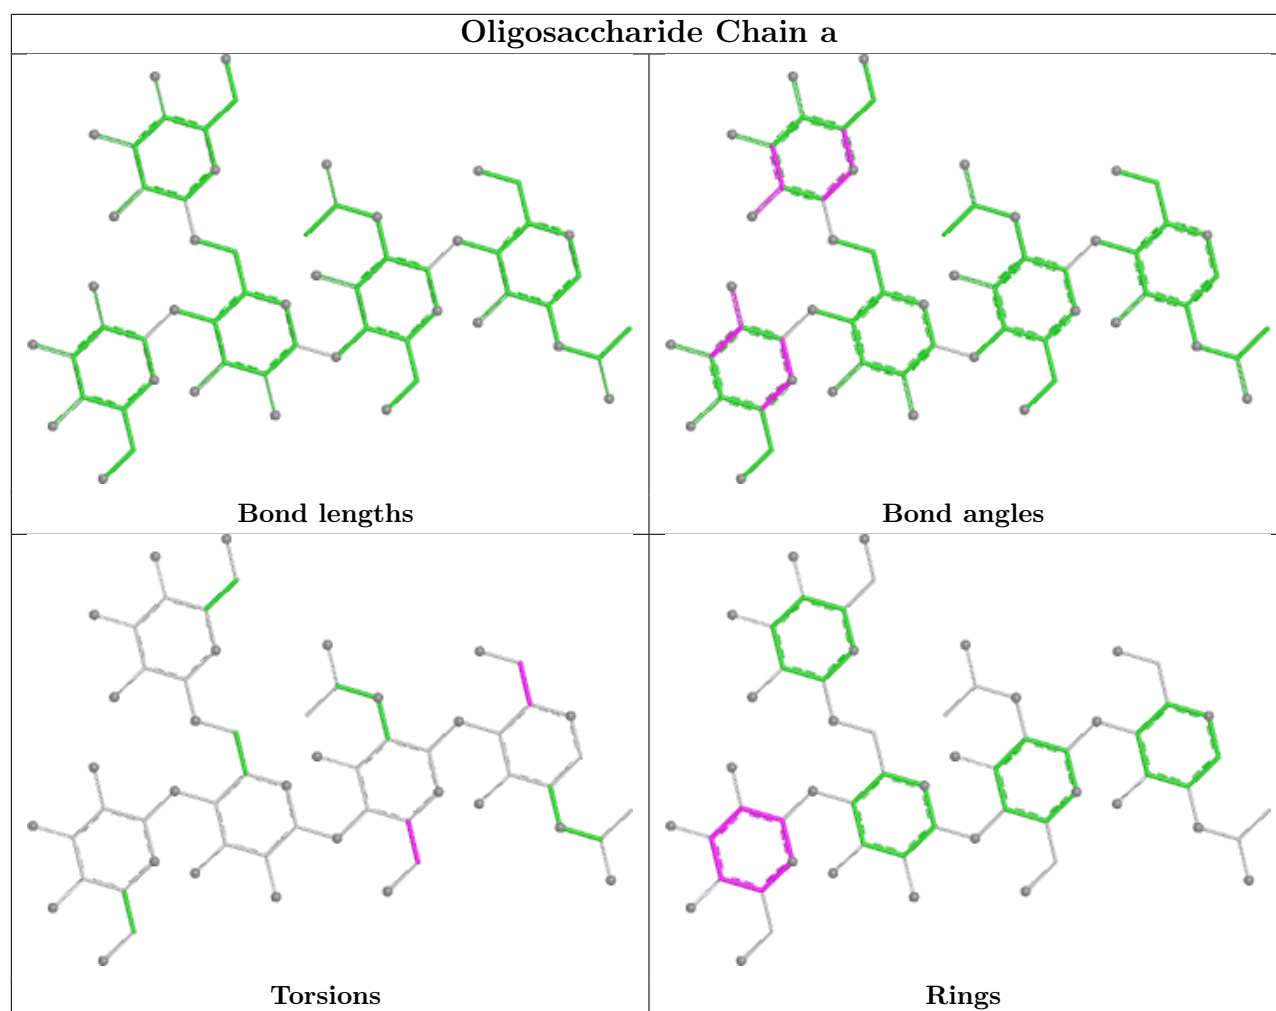 Oligosaccharide Chain a
Bond lengths
Bond angles
Torsions
Rings